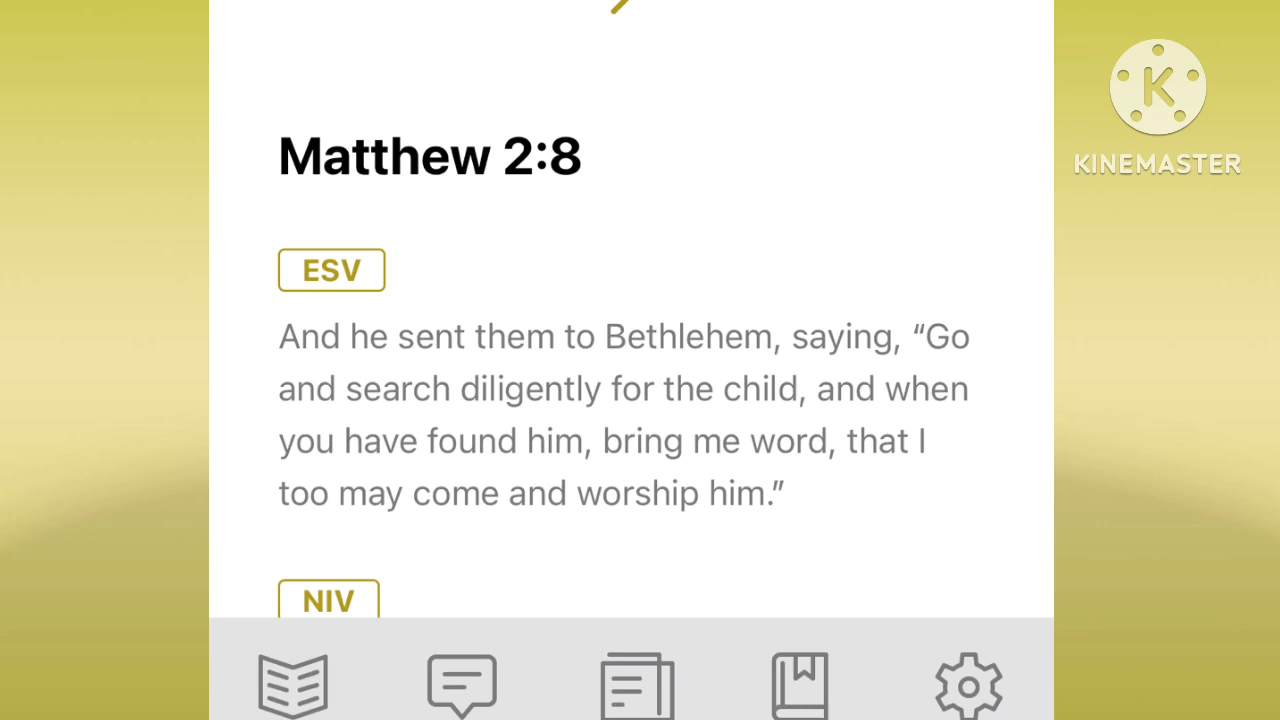 Matthew 2:8
K
KINEMASTER
ESV
And he sent them to Bethlehem, saying, “Go
and search diligently for the child, and when
you have found him, bring me word, that I
too may come and worship him.”
NIV